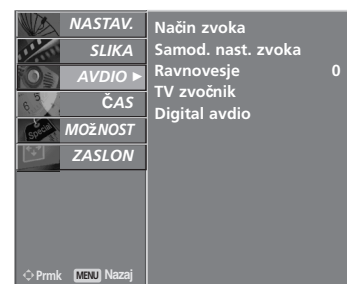 NASTAV.
SLIKA
AVDIO ►
ČAS
MOŽNOST
ZASLON
Način zvoka
Samod. nast. zvoka
Ravnovesje 0
TV zvočnik
Digital avdio
Prmk MENU Nazaj